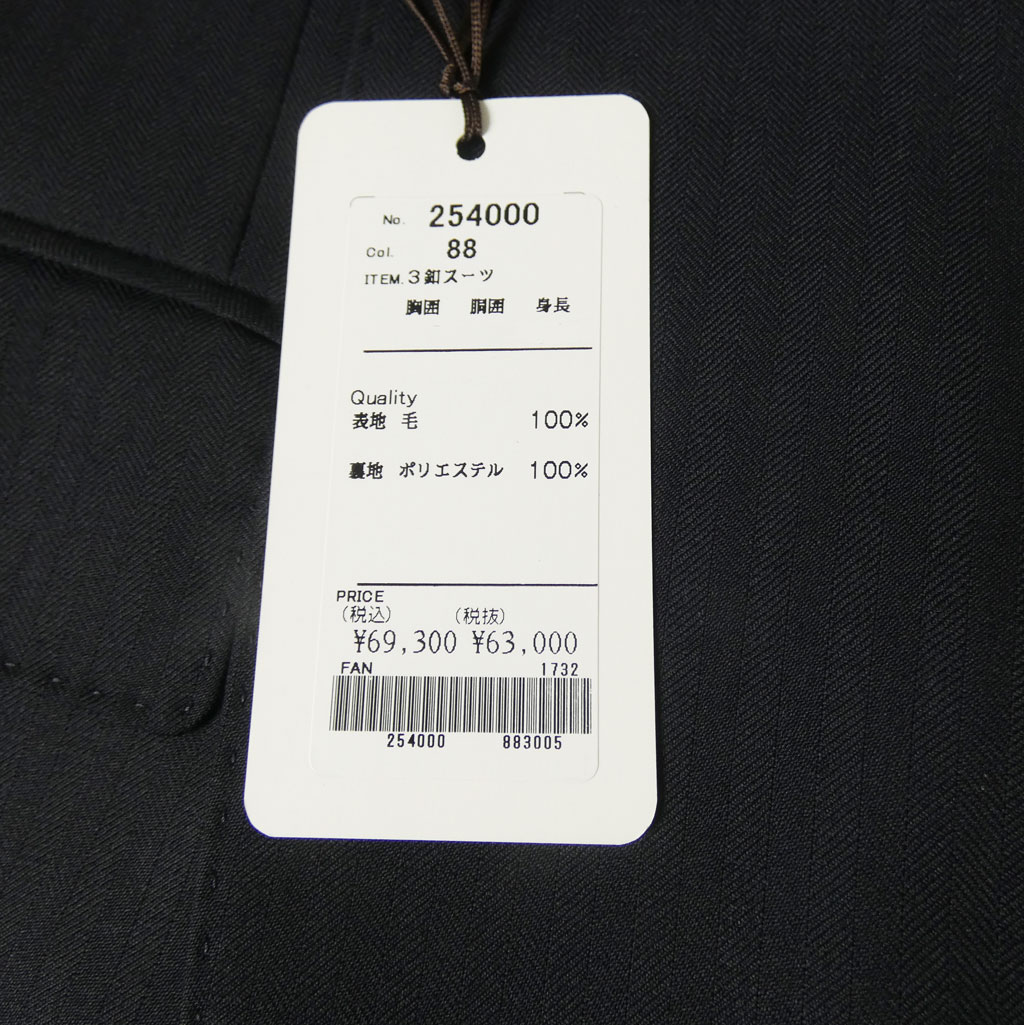 No. 254000
Col. 88
ITEM.3釦スーツ
胸囲 胴囲 身長
Quality
表地 毛 100%
裏地 ポリエステル 100%
PRICE
(税込) (税抜)
¥69,300 ¥63,000
FAN 1732
254000 883005